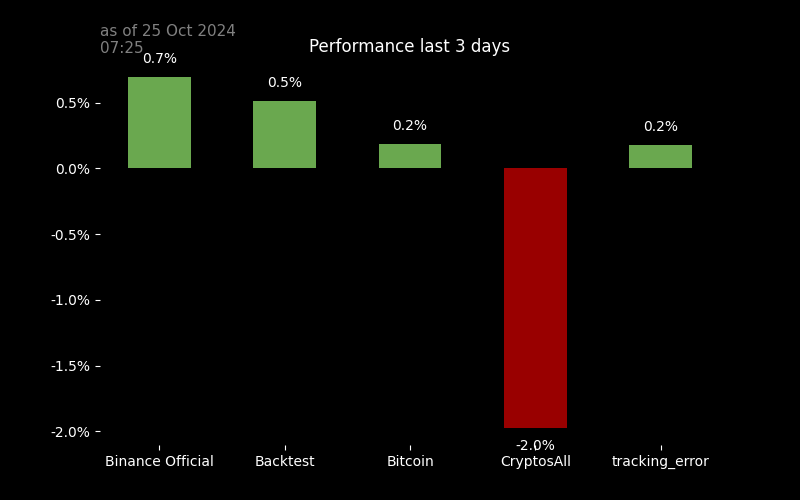 as of 25 Oct 2024
07:25
Performance last 3 days
0.7%
0.5%
0.2%
-2.0%
0.2%
0.5%
0.0%
-0.5%
-1.0%
-1.5%
-2.0%
Binance Official
Backtest
Bitcoin
CryptosAll
tracking_error